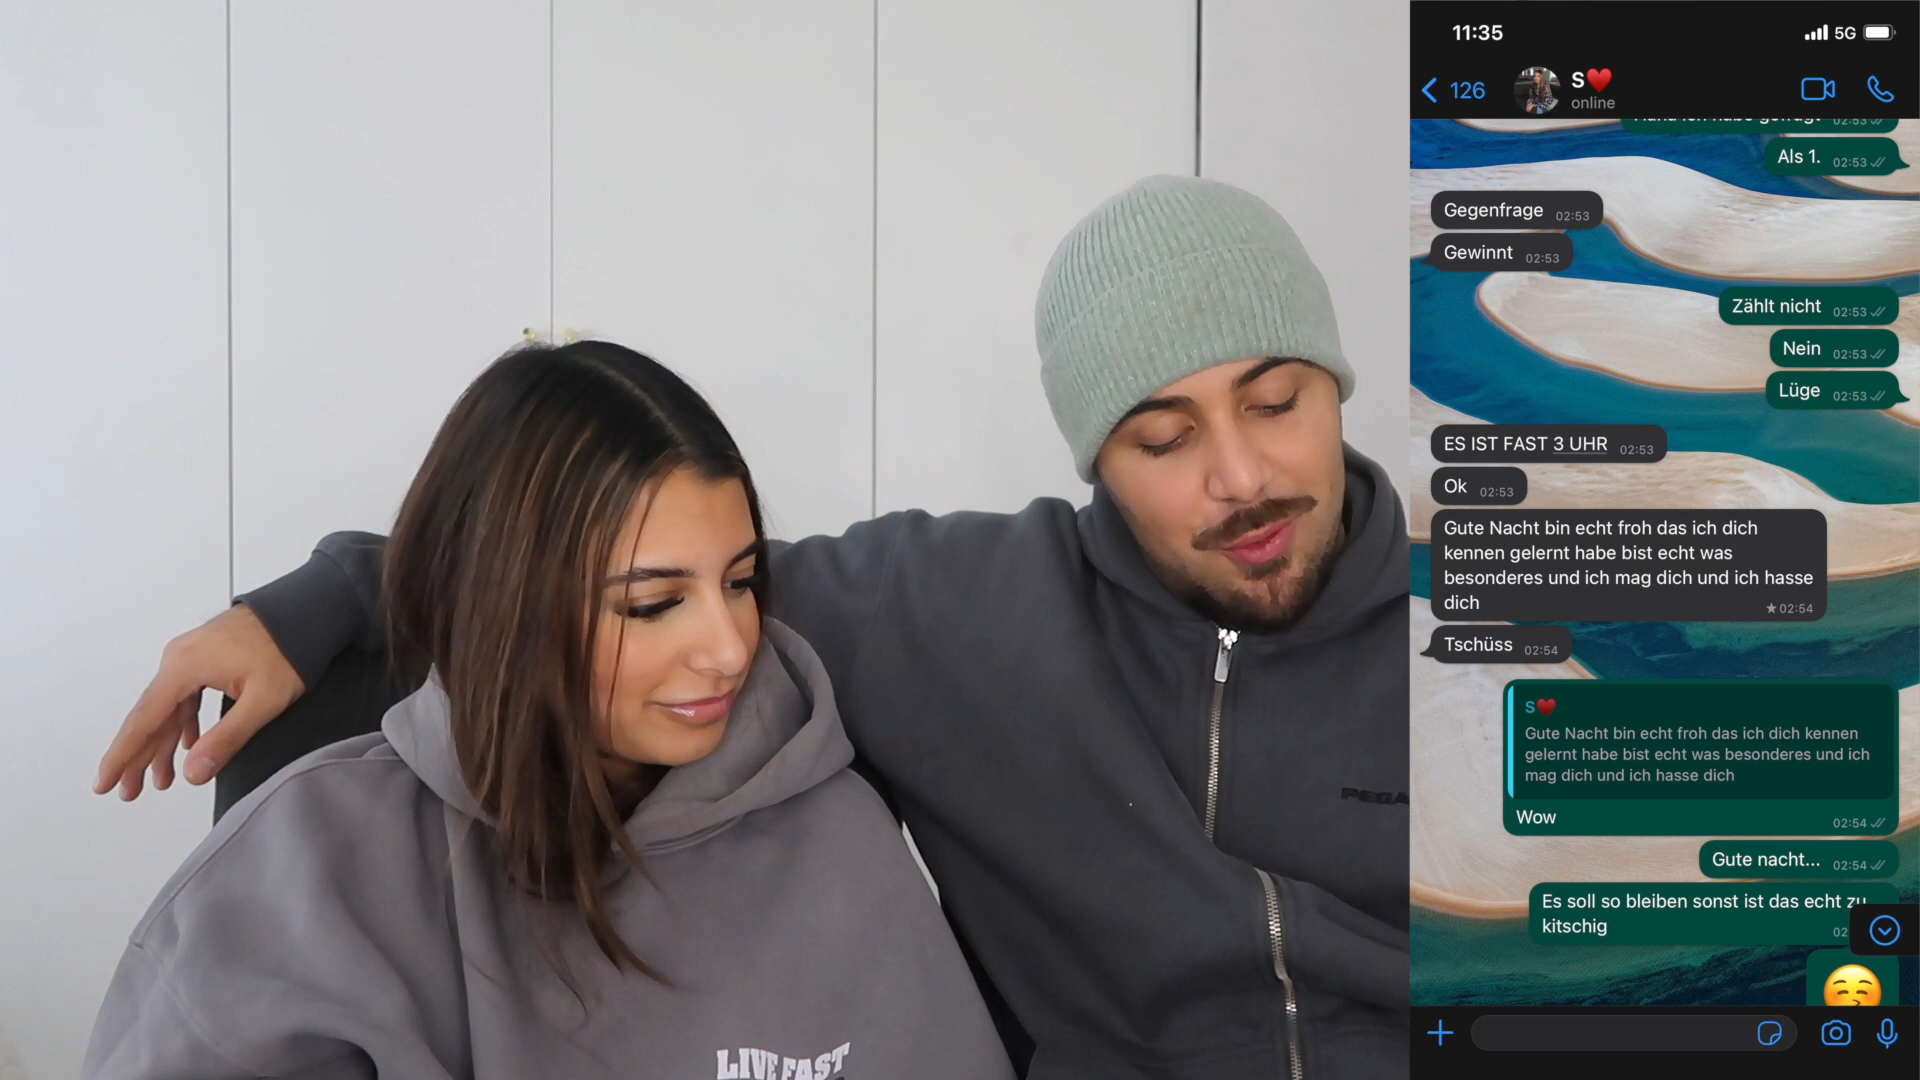 11:35
5G
126
S❤️
online
02:53
Als 1. 02:53
Gegenfrage 02:53
Gewinnt 02:53
Zählt nicht 02:53
Nein 02:53
Lüge 02:53
ES IST FAST 3 UHR 02:53
Ok 02:53
Gute Nacht bin echt froh das ich dich
kennen gelernt habe bist echt was
besonderes und ich mag dich und ich hasse
dich ★ 02:54
Tschüss 02:54
S❤️
Gute Nacht bin echt froh das ich dich kennen
gelernt habe bist echt was besonderes und ich
mag dich und ich hasse dich
Wow 02:54
Gute nacht... 02:54
Es soll so bleiben sonst ist das echt zu
kitschig 02
LIVE FAST